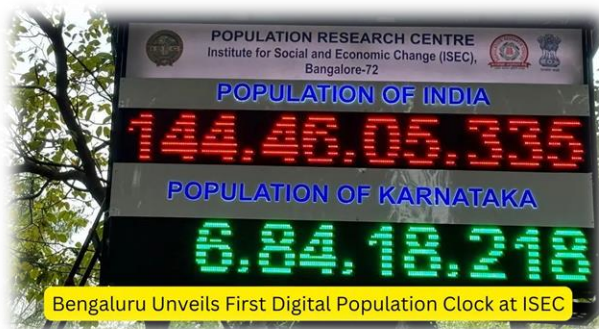 POPULATION RESEARCH CENTRE
Institute for Social and Economic Change (ISEC),
Bangalore-72
POPULATION OF INDIA
144.46.05.335
POPULATION OF KARNATAKA
6.84.18.218
Bengaluru Unveils First Digital Population Clock at ISEC